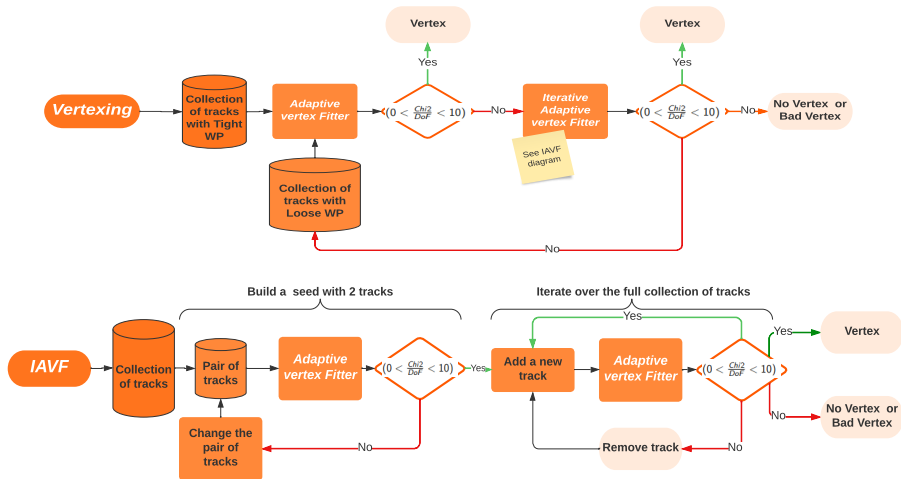 Vertex
Vertex
Yes
Yes
Vertexing
Collection
of tracks
with Tight
WP
Adaptive
vertex Fitter
(0 < Chi2/DoF < 10)
No
Iterative
Adaptive
vertex Fitter
(0 < Chi2/DoF < 10)
No
No Vertex or
Bad Vertex
See IAVF
diagram
Collection of
tracks with
Loose WP
No
Build a seed with 2 tracks
Iterate over the full collection of tracks
Yes
Yes
Vertex
IAVF
Collection
of tracks
Pair of
tracks
Adaptive
vertex Fitter
(0 < Chi2/DoF < 10)
Yes
Add a new
track
Adaptive
vertex Fitter
(0 < Chi2/DoF < 10)
No
No Vertex or
Bad Vertex
Change the
pair of
tracks
No
Remove track
No